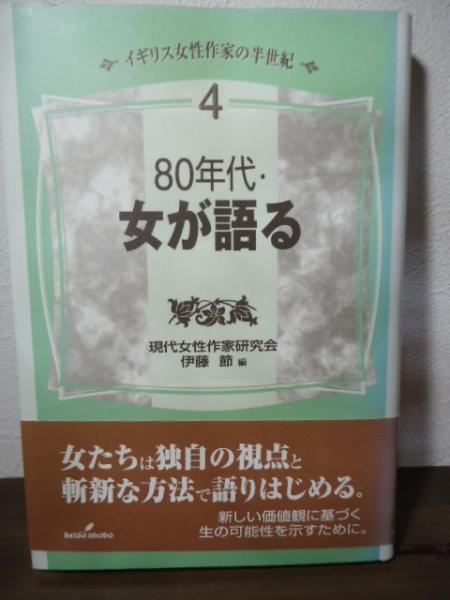 イギリス女性作家の半世紀
4
80年代・
女が語る
現代女性作家研究会
伊藤 節 編
女たちは独自の視点と
斬新な方法で語りはじめる。
新しい価値観に基づく
生の可能性を示すために。
keiso shobo